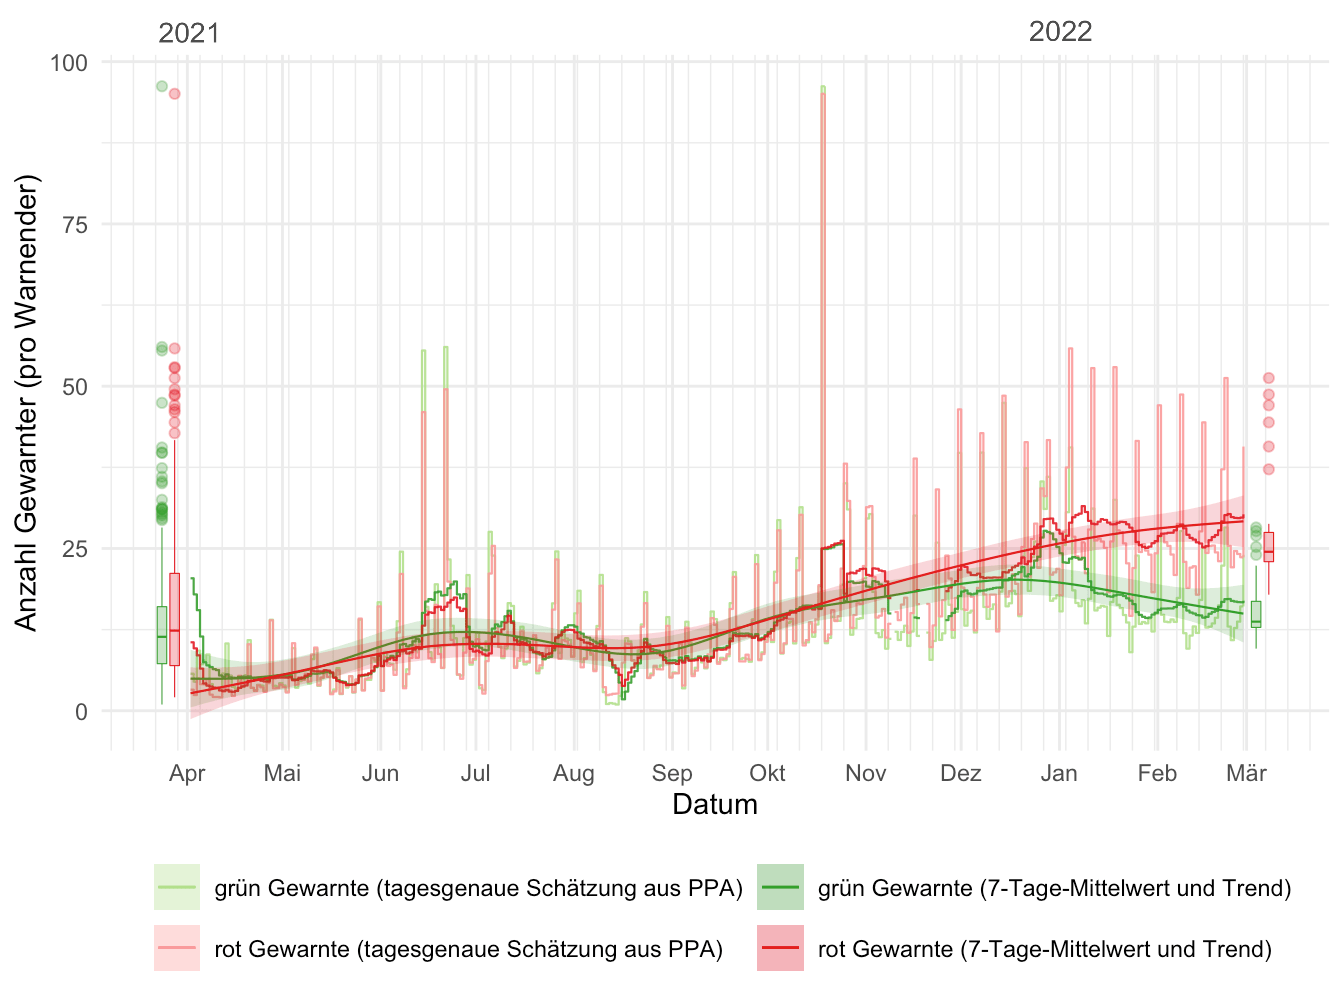 2021 2022
100
75
50
25
0
Anzahl Gewarnter (pro Warnender)
Apr Mai Jun Jul Aug Sep Okt Nov Dez Jan Feb Mär
Datum
grün Gewarnte (tagesgenaue Schätzung aus PPA) grün Gewarnte (7-Tage-Mittelwert und Trend)
rot Gewarnte (tagesgenaue Schätzung aus PPA) rot Gewarnte (7-Tage-Mittelwert und Trend)